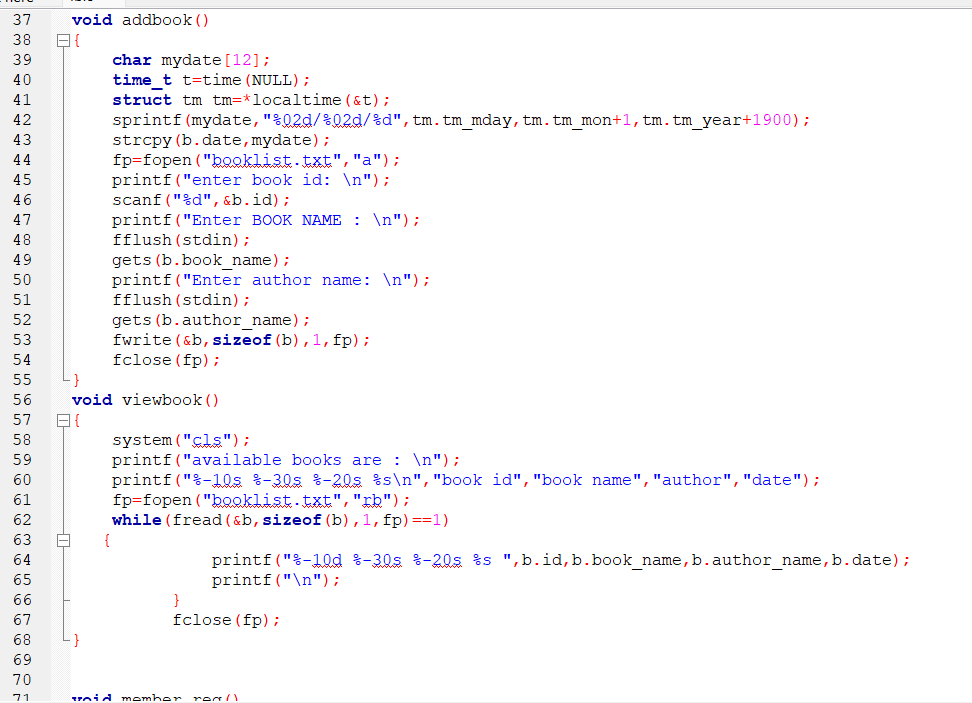 37 void addbook()
38 {
39 char mydate[12];
40 time_t t=time(NULL);
41 struct tm tm=*localtime(&t);
42 sprintf(mydate,"%02d/%02d/%d",tm.tm_mday,tm.tm_mon+1,tm.tm_year+1900);
43 strcpy(b.date,mydate);
44 fp=fopen("booklist.txt","a");
45 printf("enter book id: \n");
46 scanf("%d",&b.id);
47 printf("Enter BOOK NAME : \n");
48 fflush(stdin);
49 gets(b.book_name);
50 printf("Enter author name: \n");
51 fflush(stdin);
52 gets(b.author_name);
53 fwrite(&b,sizeof(b),1,fp);
54 fclose(fp);
55 }
56 void viewbook()
57 {
58 system("cls");
59 printf("available books are : \n");
60 printf("%-10s %-30s %-20s %s\n","book id","book name","author","date");
61 fp=fopen("booklist.txt","rb");
62 while(fread(&b,sizeof(b),1,fp)==1)
63 {
64 printf("%-10d %-30s %-20s %s ",b.id,b.book_name,b.author_name,b.date);
65 printf("\n");
66 }
67 fclose(fp);
68 }
69
70
71 void member_reg()